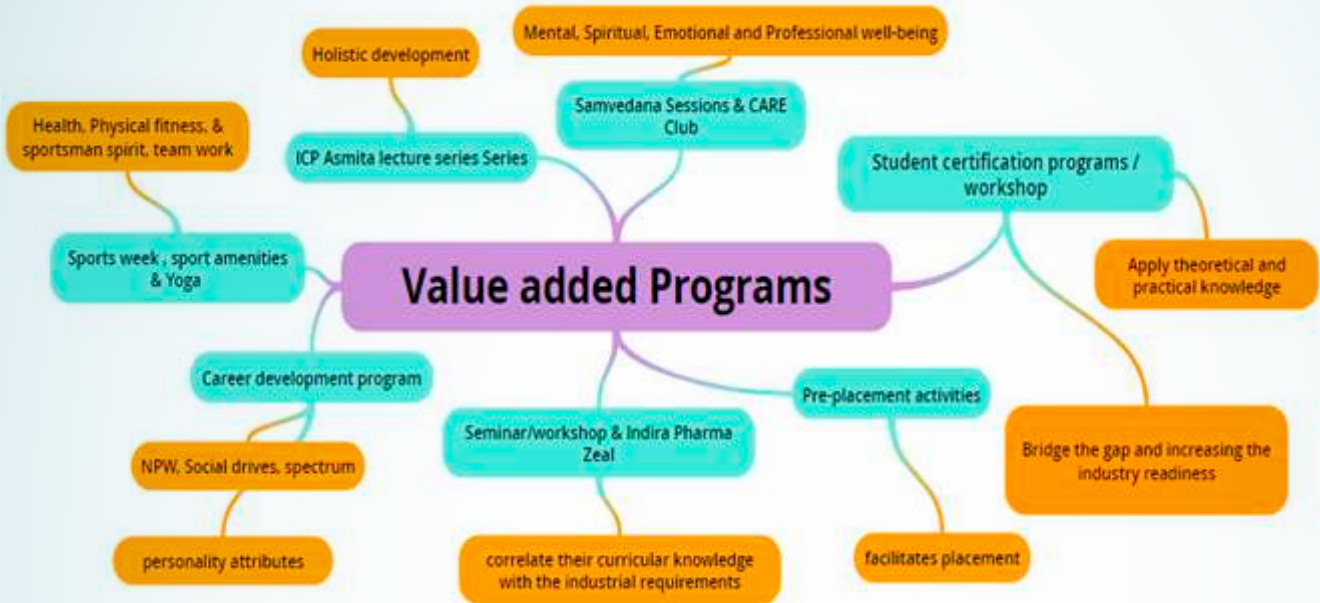 Mental, Spiritual, Emotional and Professional well-being
Holistic development
Samvedana Sessions & CARE
Club
Health, Physical fitness, &
sportsman spirit, team work
ICP Asmita lecture series Series
Student certification programs /
workshop
Sports week , sport amenities
& Yoga
Value added Programs
Apply theoretical and
practical knowledge
Career development program
Pre-placement activities
Seminar/workshop & Indira Pharma
Zeal
NPW, Social drives, spectrum
Bridge the gap and increasing the
industry readiness
personality attributes
correlate their curricular knowledge
with the industrial requirements
facilitates placement